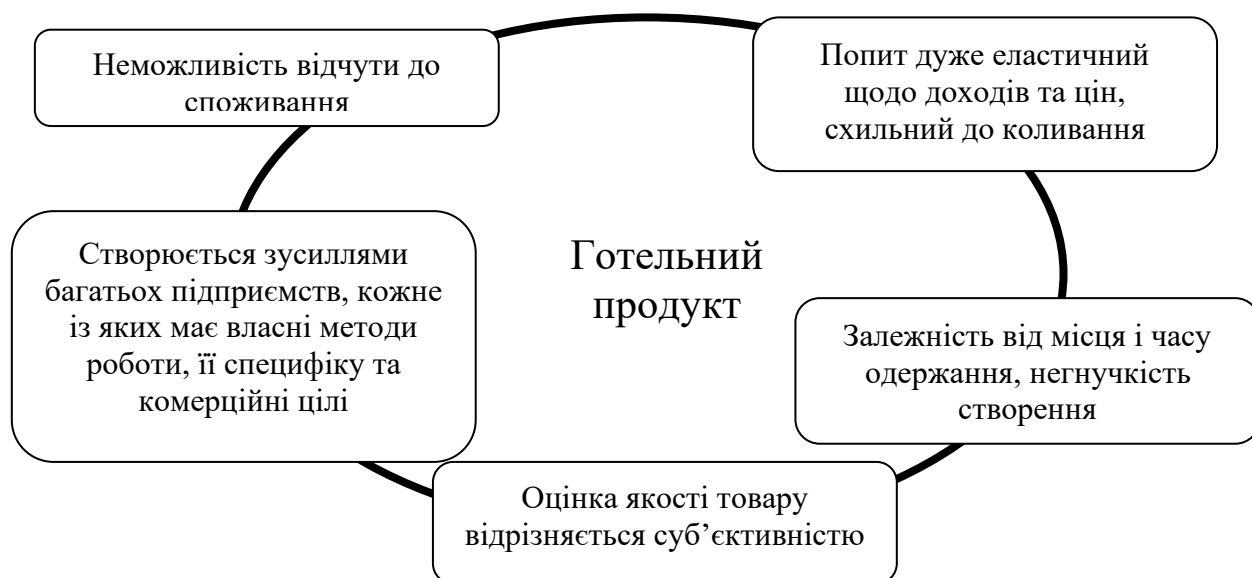 Неможливість відчути до
споживання
Попит дуже еластичний
щодо доходів та цін,
схильний до коливання
Створюється зусиллями
багатьох підприємств, кожне
із яких має власні методи
роботи, її специфіку та
комерційні цілі
Готельний
продукт
Залежність від місця і часу
одержання, негнучкість
створення
Оцінка якості товару
відрізняється суб’єктивністю